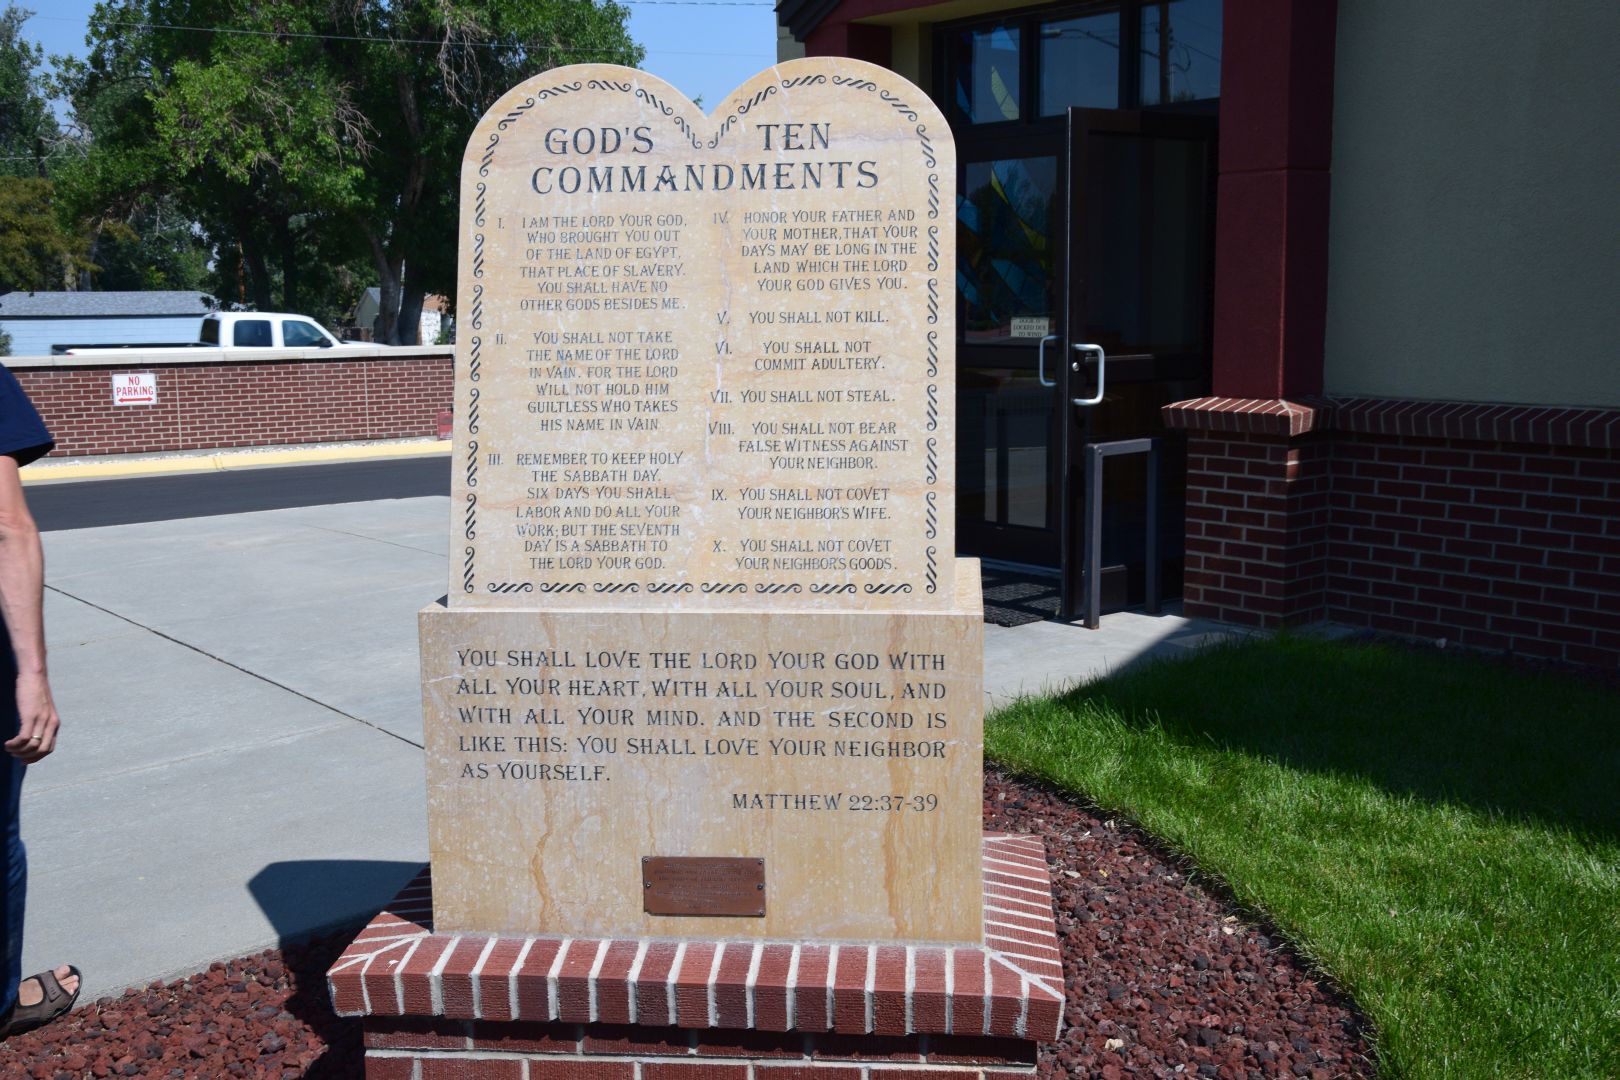 GOD'S TEN
COMMANDMENTS
I. I AM THE LORD YOUR GOD,
WHO BROUGHT YOU OUT
OF THE LAND OF EGYPT,
THAT PLACE OF SLAVERY.
YOU SHALL HAVE NO
OTHER GODS BESIDES ME.
II. YOU SHALL NOT TAKE
THE NAME OF THE LORD
IN VAIN. FOR THE LORD
WILL NOT HOLD HIM
GUILTLESS WHO TAKES
HIS NAME IN VAIN
III. REMEMBER TO KEEP HOLY
THE SABBATH DAY.
SIX DAYS YOU SHALL
LABOR AND DO ALL YOUR
WORK; BUT THE SEVENTH
DAY IS A SABBATH TO
THE LORD YOUR GOD.
IV. HONOR YOUR FATHER AND
YOUR MOTHER, THAT YOUR
DAYS MAY BE LONG IN THE
LAND WHICH THE LORD
YOUR GOD GIVES YOU.
V. YOU SHALL NOT KILL.
VI. YOU SHALL NOT
COMMIT ADULTERY.
VII. YOU SHALL NOT STEAL.
VIII. YOU SHALL NOT BEAR
FALSE WITNESS AGAINST
YOUR NEIGHBOR.
IX. YOU SHALL NOT COVET
YOUR NEIGHBOR'S WIFE.
X. YOU SHALL NOT COVET
YOUR NEIGHBOR'S GOODS.
YOU SHALL LOVE THE LORD YOUR GOD WITH
ALL YOUR HEART, WITH ALL YOUR SOUL, AND
WITH ALL YOUR MIND. AND THE SECOND IS
LIKE THIS: YOU SHALL LOVE YOUR NEIGHBOR
AS YOURSELF.
MATTHEW 22:37-39
NO
PARKING
DOOR IS
LOCKED DUE
TO WIND